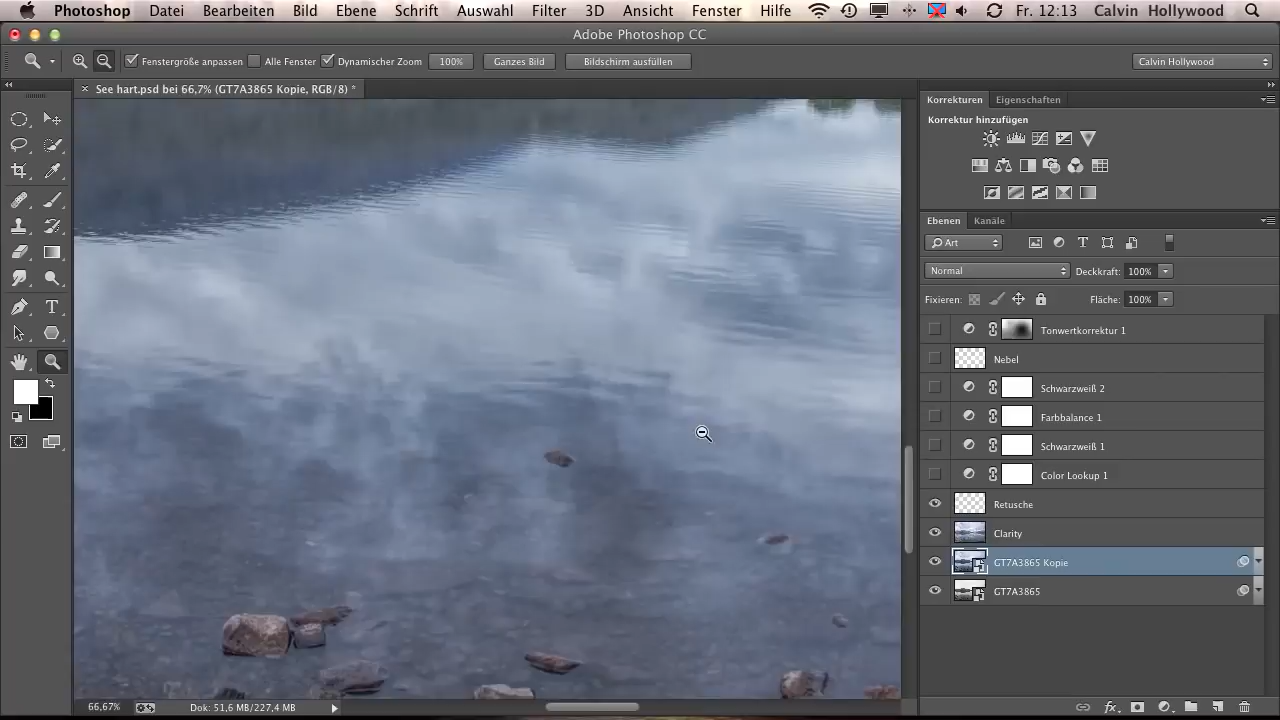 Photoshop Datei Bearbeiten Bild Ebene Schrift Auswahl Filter 3D Ansicht Fenster Hilfe Fr. 12:13 Calvin Hollywood
Adobe Photoshop CC
Fenstergröße anpassen Alle Fenster Dynamischer Zoom 100% Ganzes Bild Bildschirm ausfüllen Calvin Hollywood
× See hart.psd bei 66,7% (GT7A3865 Kopie, RGB/8) *
Korrekturen Eigenschaften
Korrektur hinzufügen
Ebenen Kanäle
Art
Normal Deckkraft: 100%
Fixieren: Fläche: 100%
Tonwertkorrektur 1
Nebel
Schwarzweiß 2
Farbbalance 1
Schwarzweiß 1
Color Lookup 1
Retusche
Clarity
GT7A3865 Kopie
GT7A3865
66,67% Dok: 51,6 MB/227,4 MB